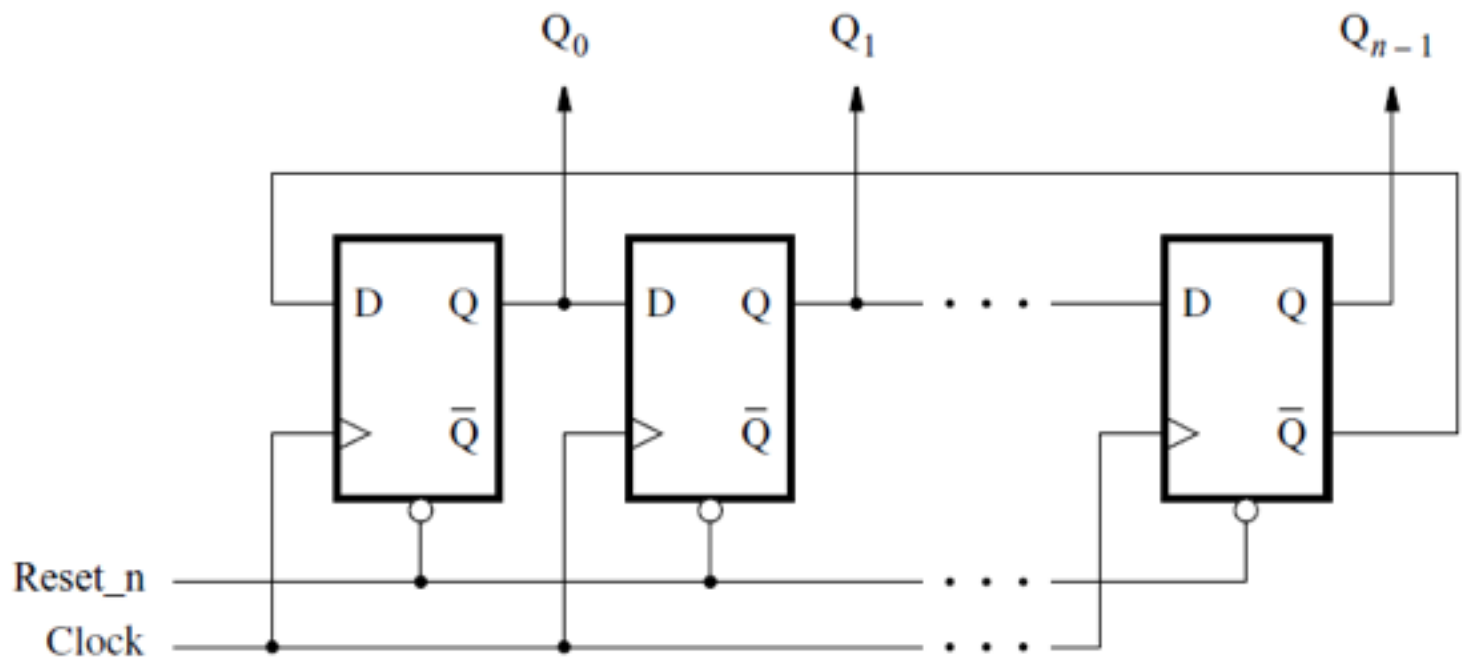 Q₀ Q₁ Qₙ₋₁
D Q D Q D Q
Q̅ Q̅ Q̅
Reset_n
Clock